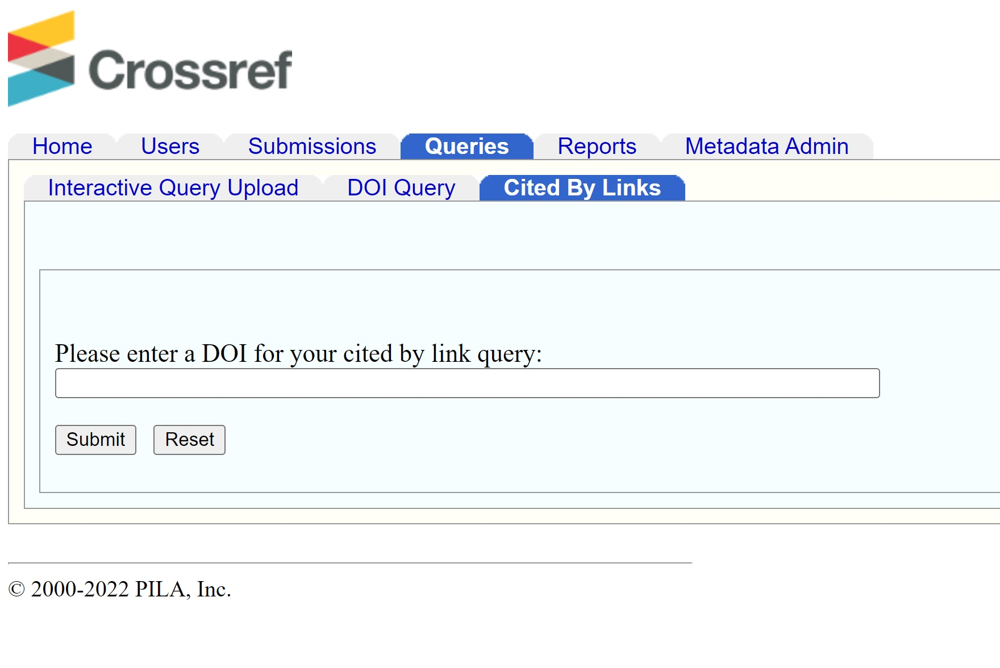 Crossref
Home Users Submissions Queries Reports Metadata Admin
Interactive Query Upload DOI Query Cited By Links
Please enter a DOI for your cited by link query:
Submit Reset
© 2000-2022 PILA, Inc.